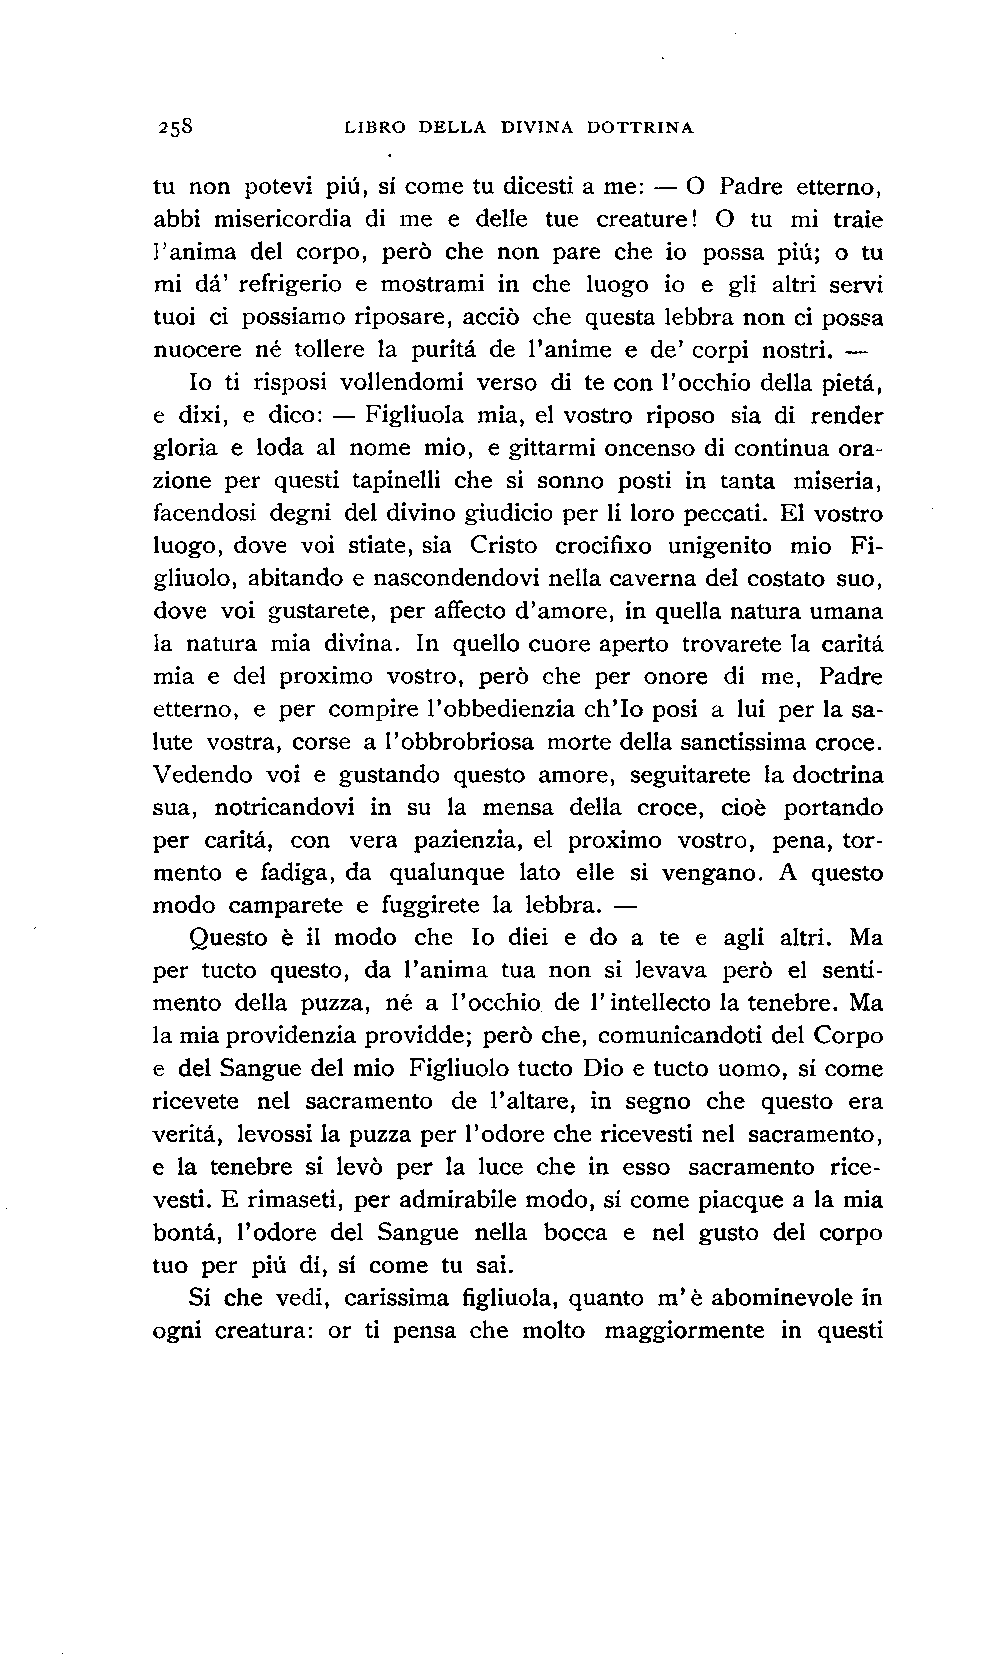 258 LIBRO DELLA DIVINA DOTTRINA
tu non potevi piú, sí come tu dicesti a me: — O Padre etterno,
abbi misericordia di me e delle tue creature! O tu mi traie
l'anima del corpo, però che non pare che io possa piú; o tu
mi dá' refrigerio e mostrami in che luogo io e gli altri servi
tuoi ci possiamo riposare, acciò che questa lebbra non ci possa
nuocere né tollere la puritá de l'anime e de' corpi nostri. —
Io ti risposi vollendomi verso di te con l'occhio della pietá,
e dixi, e dico: — Figliuola mia, el vostro riposo sia di render
gloria e loda al nome mio, e gittarmi oncenso di continua ora-
zione per questi tapinelli che si sonno posti in tanta miseria,
facendosi degni del divino giudicio per li loro peccati. El vostro
luogo, dove voi stiate, sia Cristo crocifixo unigenito mio Fi-
gliuolo, abitando e nascondendovi nella caverna del costato suo,
dove voi gustarete, per affecto d'amore, in quella natura umana
la natura mia divina. In quello cuore aperto trovarete la caritá
mia e del proximo vostro, però che per onore di me, Padre
etterno, e per compire l'obbedienzia ch'Io posi a lui per la sa-
lute vostra, corse a l'obbrobriosa morte della sanctissima croce.
Vedendo voi e gustando questo amore, seguitarete la doctrina
sua, notricandovi in su la mensa della croce, cioè portando
per caritá, con vera pazienzia, el proximo vostro, pena, tor-
mento e fadiga, da qualunque lato elle si vengano. A questo
modo camparete e fuggirete la lebbra. —
Questo è il modo che Io diei e do a te e agli altri. Ma
per tucto questo, da l'anima tua non si levava però el senti-
mento della puzza, né a l'occhio de l'intellecto la tenebre. Ma
la mia providenzia providde; però che, comunicandoti del Corpo
e del Sangue del mio Figliuolo tucto Dio e tucto uomo, sí come
ricevete nel sacramento de l'altare, in segno che questo era
veritá, levossi la puzza per l'odore che ricevesti nel sacramento,
e la tenebre si levò per la luce che in esso sacramento rice-
vesti. E rimaseti, per admirabile modo, sí come piacque a la mia
bontá, l'odore del Sangue nella bocca e nel gusto del corpo
tuo per piú dí, sí come tu sai.
Sí che vedi, carissima figliuola, quanto m'è abominevole in
ogni creatura: or ti pensa che molto maggiormente in questi